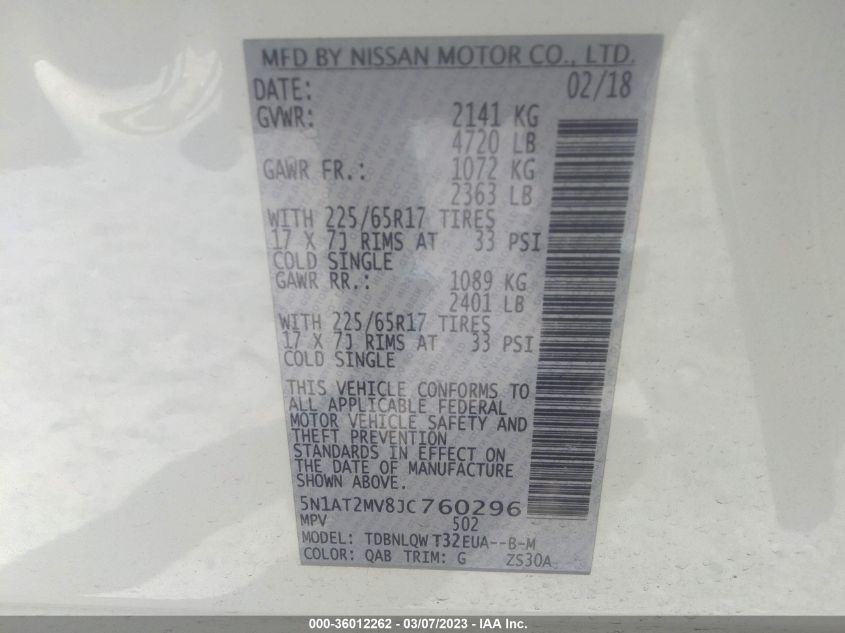 MFD BY NISSAN MOTOR CO., LTD.
DATE: 02/18
GVWR: 2141 KG
4720 LB
GAWR FR.: 1072 KG
2363 LB
WITH 225/65R17 TIRES
17 X 7J RIMS AT 33 PSI
COLD SINGLE
GAWR RR.: 1089 KG
2401 LB
WITH 225/65R17 TIRES
17 X 7J RIMS AT 33 PSI
COLD SINGLE
THIS VEHICLE CONFORMS TO
ALL APPLICABLE FEDERAL
MOTOR VEHICLE SAFETY AND
THEFT PREVENTION
STANDARDS IN EFFECT ON
THE DATE OF MANUFACTURE
SHOWN ABOVE.
5N1AT2MV8JC760296
MPV 502
MODEL: TDBNLQW T32EUA--B-M
COLOR: QAB TRIM: G ZS30A
000-36012262 - 03/07/2023 - IAA Inc.